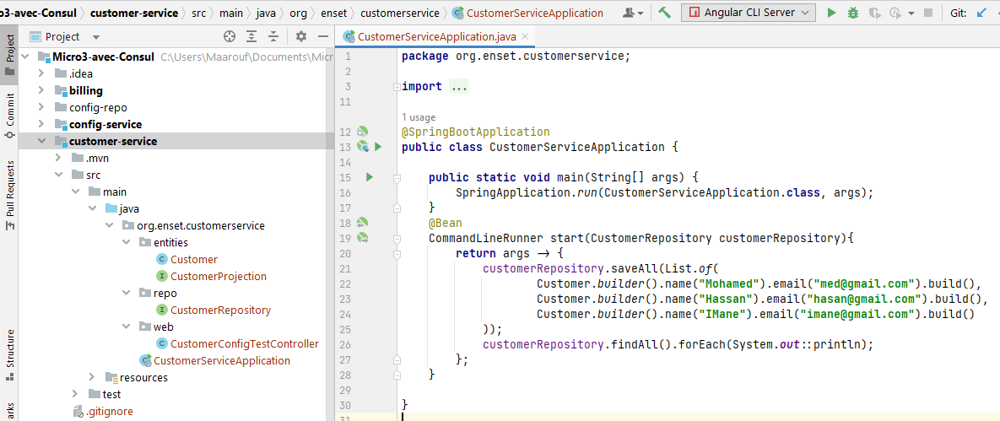 ro3-avec-Consul › customer-service › src › main › java › org › enset › customerservice › CustomerServiceApplication
Angular CLI Server
Git:
Project
Commit
Pull Requests
Structure
Project
Micro3-avec-Consul C:\Users\Maarouf\Documents\Mic
.idea
billing
config-repo
config-service
customer-service
.mvn
src
main
java
org.enset.customerservice
entities
Customer
CustomerProjection
repo
CustomerRepository
web
CustomerConfigTestController
CustomerServiceApplication
resources
test
.gitignore
CustomerServiceApplication.java
1 package org.enset.customerservice;
2
3 import ...
11
1 usage
12 @SpringBootApplication
13 public class CustomerServiceApplication {
14
15 public static void main(String[] args) {
16 SpringApplication.run(CustomerServiceApplication.class, args);
17 }
18 @Bean
19 CommandLineRunner start(CustomerRepository customerRepository){
20 return args -> {
21 customerRepository.saveAll(List.of(
22 Customer.builder().name("Mohamed").email("med@gmail.com").build(),
23 Customer.builder().name("Hassan").email("hasan@gmail.com").build(),
24 Customer.builder().name("IMane").email("imane@gmail.com").build()
25 ));
26 customerRepository.findAll().forEach(System.out::println);
27 };
28 }
29
30 }
31